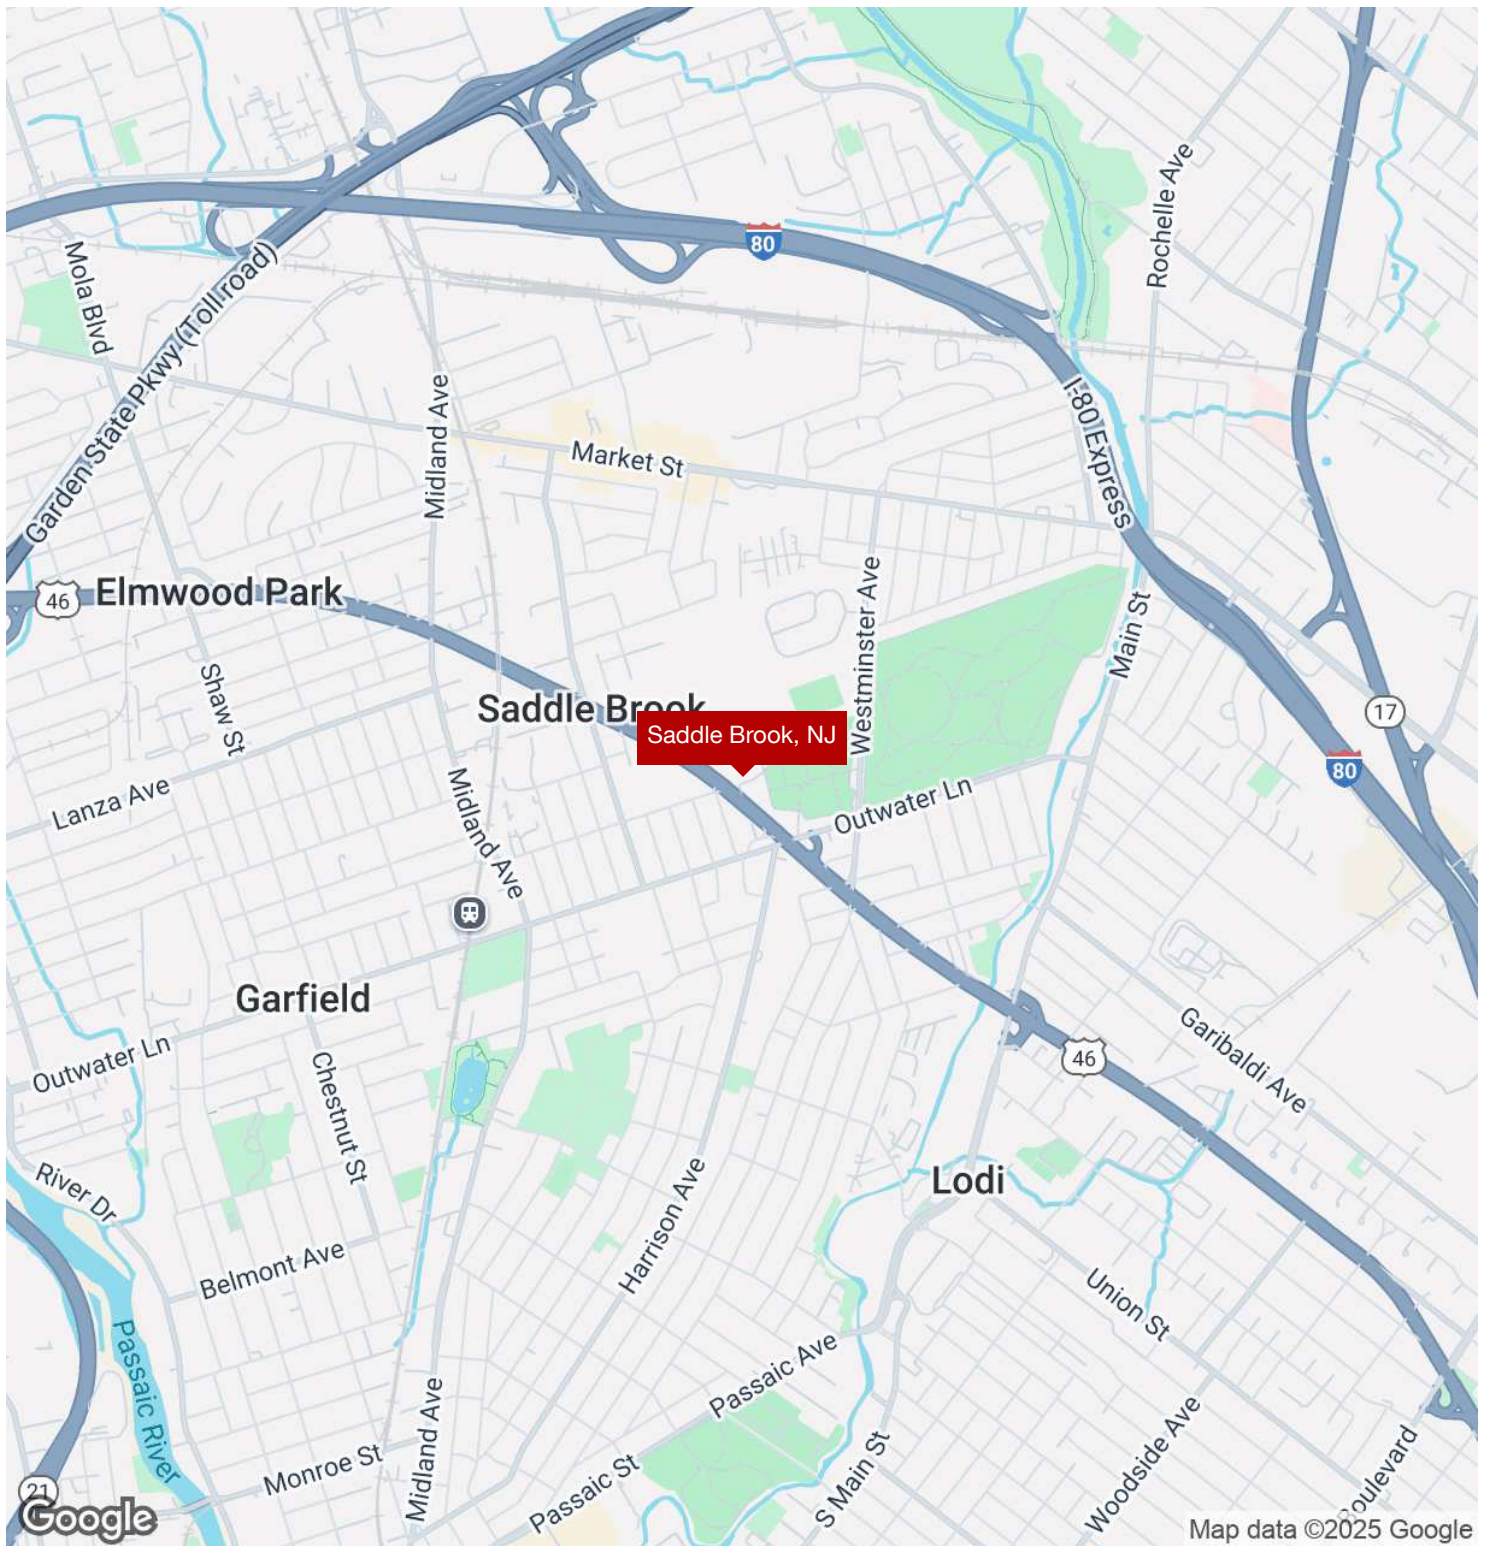 Rochelle Ave
80
Mola Blvd
Garden State Pkwy (Toll road)
Midland Ave
I-80 Express
Market St
46
Elmwood Park
Westminster Ave
Main St
Shaw St
Saddle Brook
17
Saddle Brook, NJ
80
Lanza Ave
Midland Ave
Outwater Ln
Garfield
Outwater Ln
Garibaldi Ave
46
Chestnut St
River Dr
Lodi
Harrison Ave
Belmont Ave
Union St
Passaic River
Passaic Ave
Midland Ave
Monroe St
Passaic St
S Main St
Woodside Ave
Boulevard
21
Google
Map data ©2025 Google